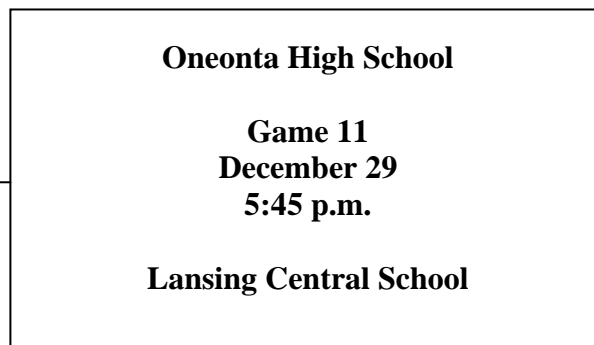 Oneonta High School
Game 11
December 29
5:45 p.m.
Lansing Central School